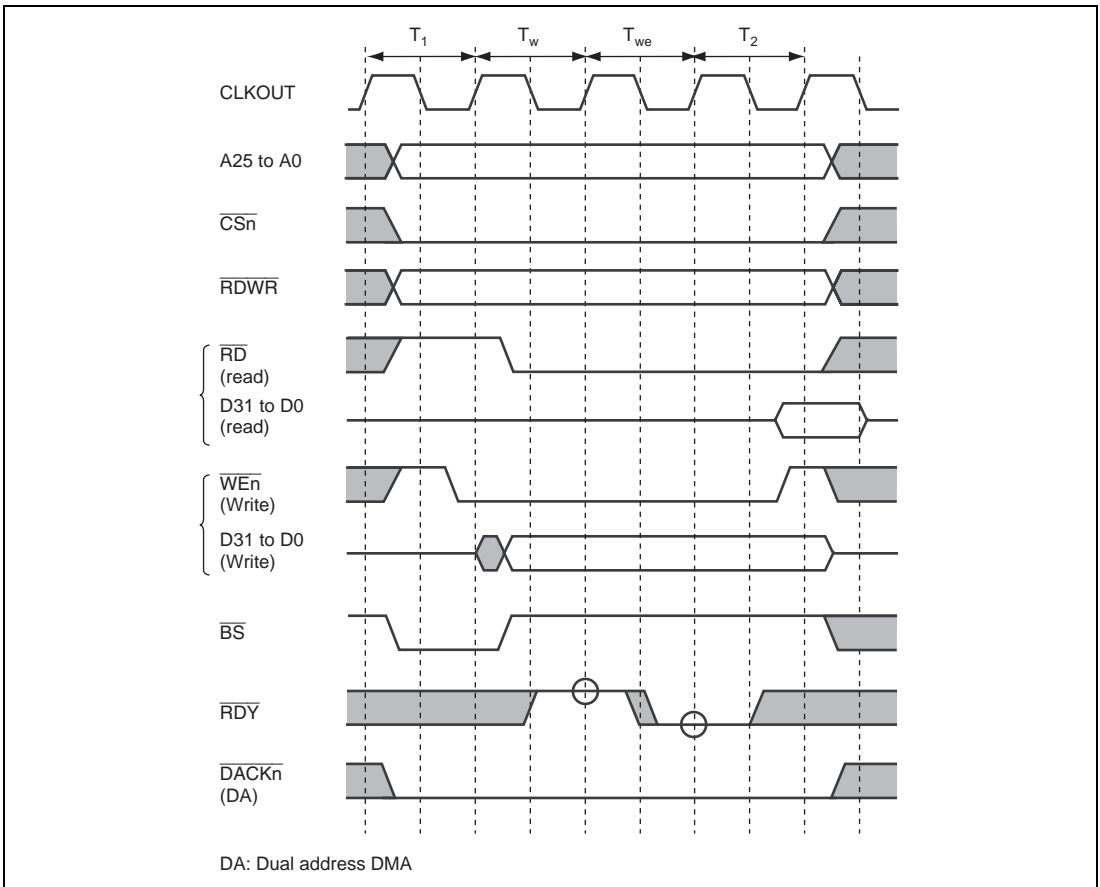 T1 Tw Twe T2
CLKOUT
A25 to A0
CSn
RDWR
RD
(read)
D31 to D0
(read)
WEn
(Write)
D31 to D0
(Write)
BS
RDY
DACKn
(DA)
DA: Dual address DMA